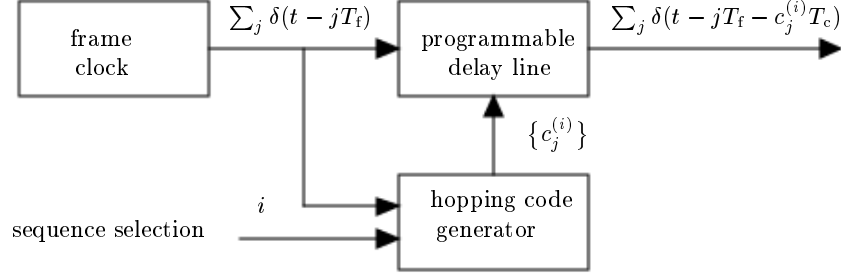 frame
clock
∑_j δ(t − jT_f)
programmable
delay line
∑_j δ(t − jT_f − c_j^{(i)}T_c)
{c_j^{(i)}}
sequence selection
i
hopping code
generator